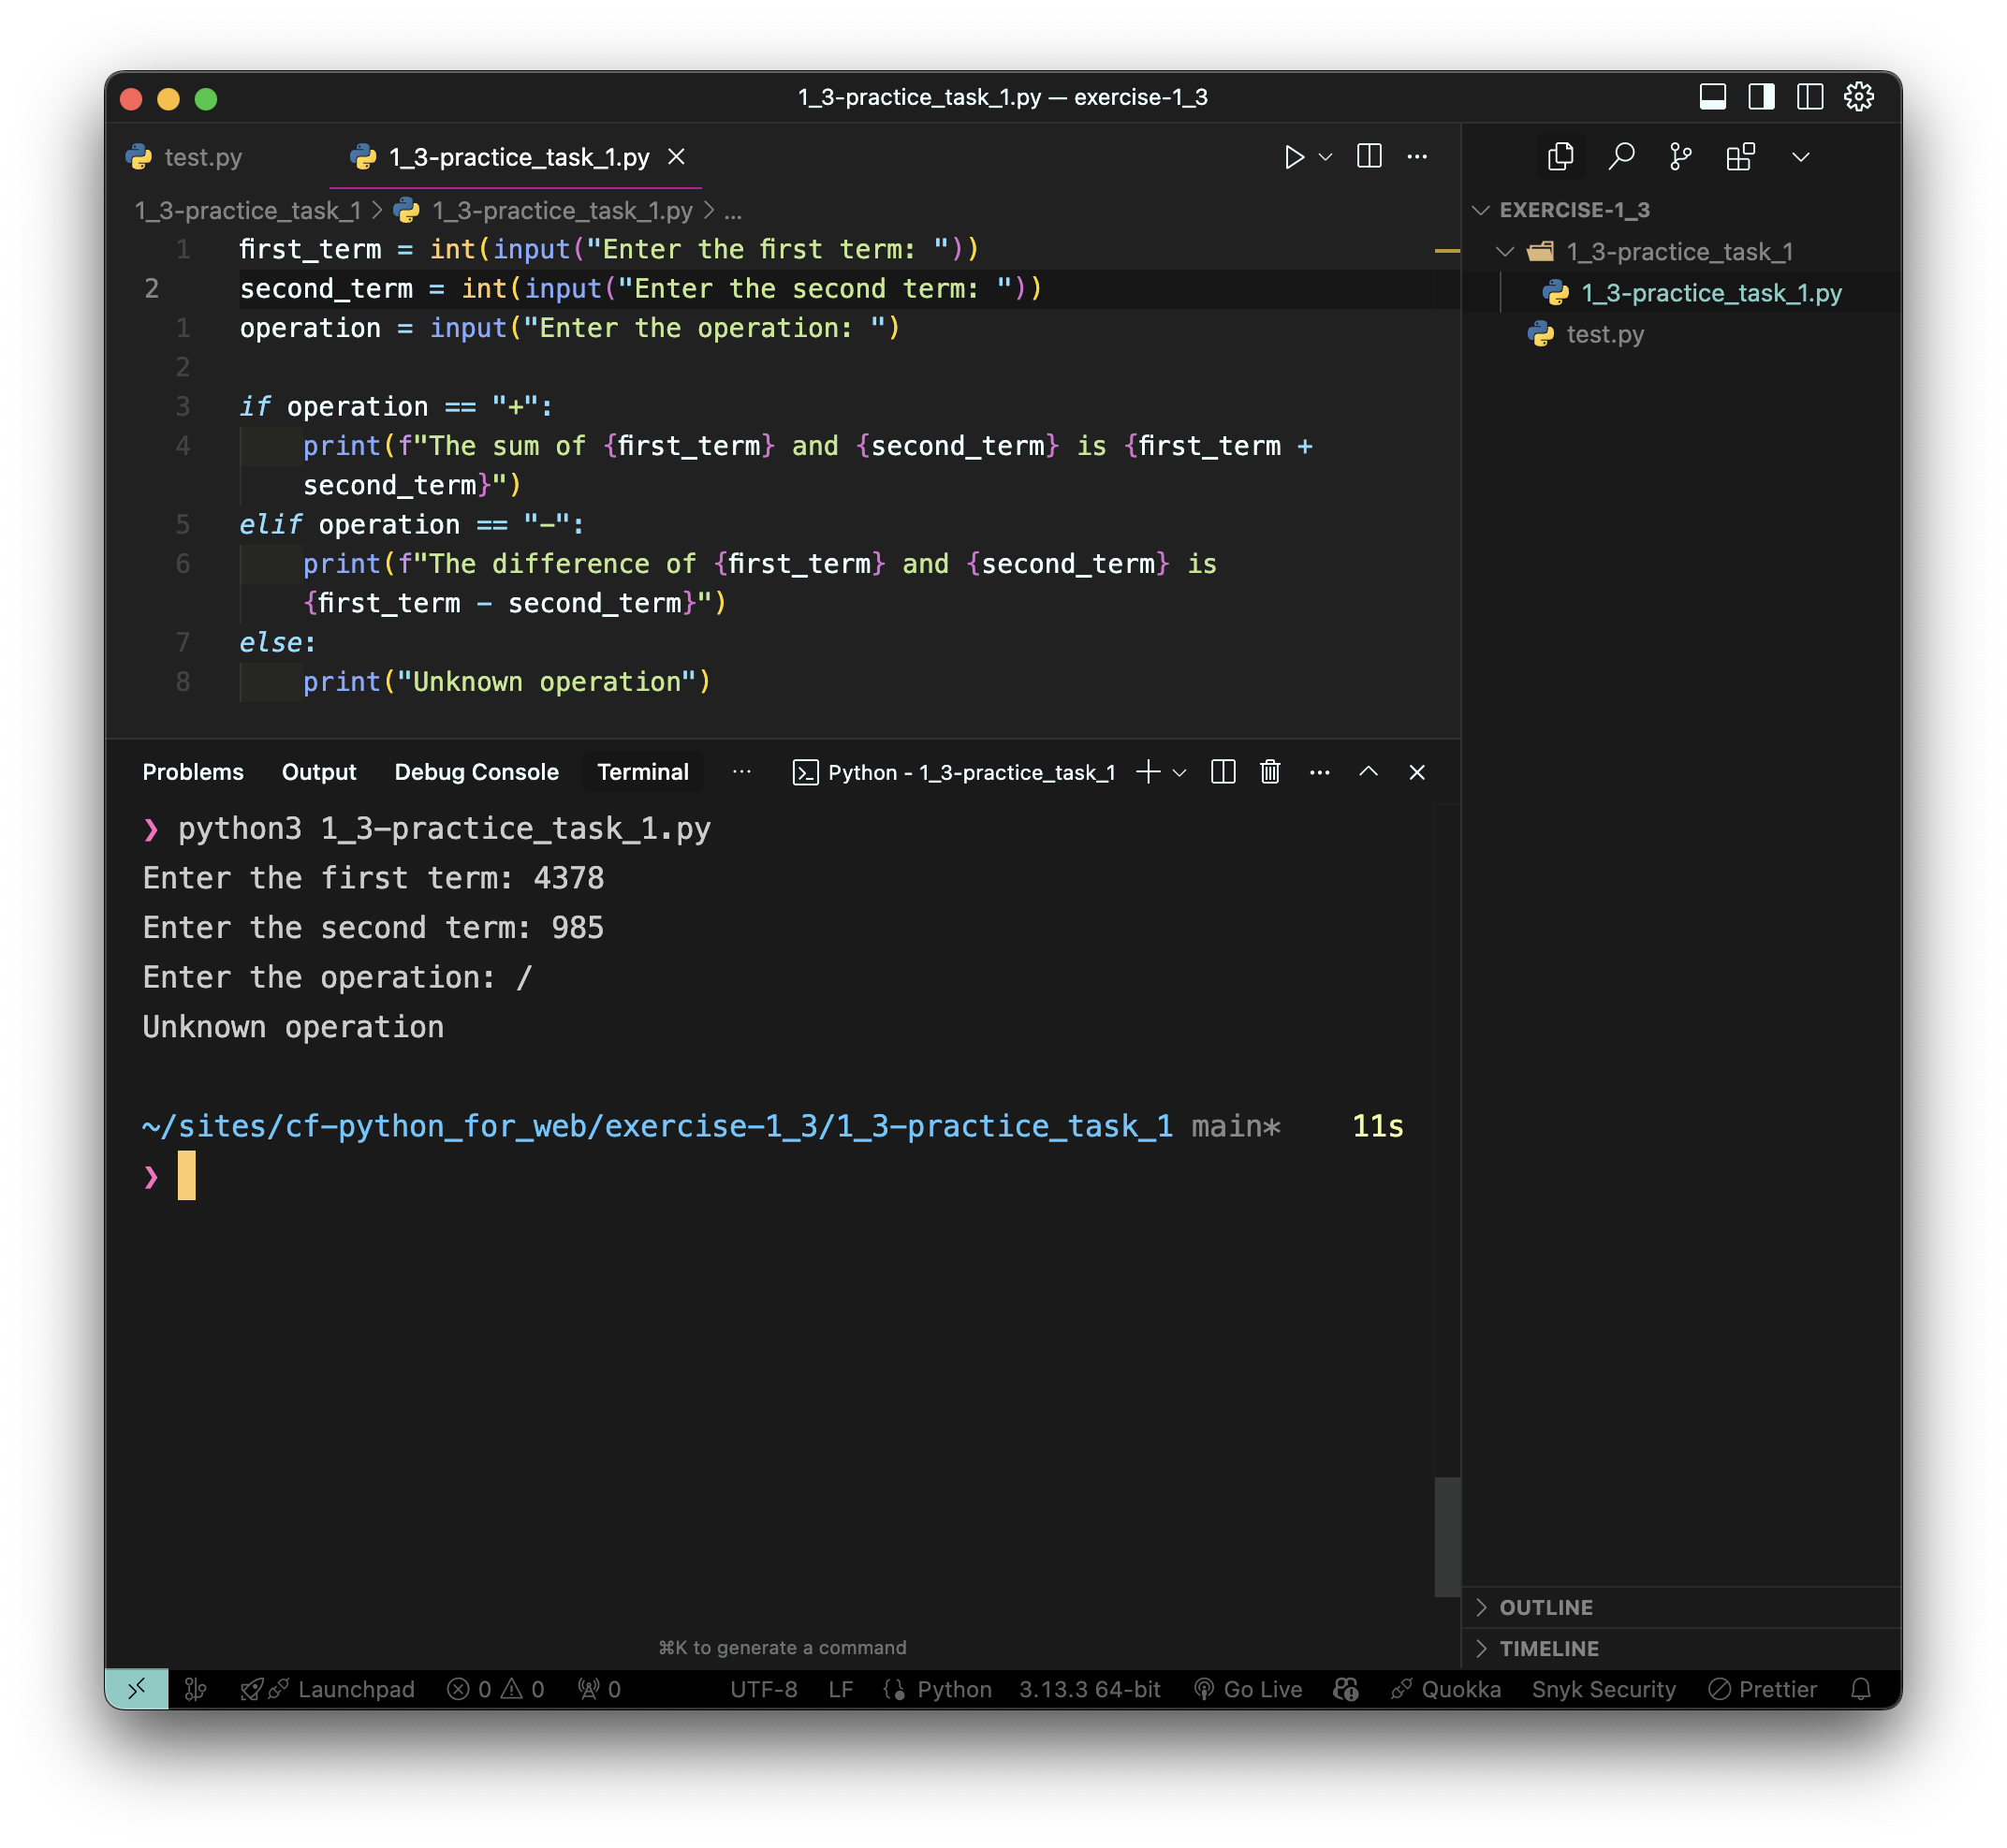 1_3-practice_task_1.py — exercise-1_3
test.py
1_3-practice_task_1.py
1_3-practice_task_1 > 1_3-practice_task_1.py > ...
1 first_term = int(input("Enter the first term: "))
2 second_term = int(input("Enter the second term: "))
1 operation = input("Enter the operation: ")
2
3 if operation == "+":
4 print(f"The sum of {first_term} and {second_term} is {first_term +
second_term}")
5 elif operation == "-":
6 print(f"The difference of {first_term} and {second_term} is
{first_term - second_term}")
7 else:
8 print("Unknown operation")
EXERCISE-1_3
1_3-practice_task_1
1_3-practice_task_1.py
test.py
Problems Output Debug Console Terminal ... Python - 1_3-practice_task_1
❯ python3 1_3-practice_task_1.py
Enter the first term: 4378
Enter the second term: 985
Enter the operation: /
Unknown operation
~/sites/cf-python_for_web/exercise-1_3/1_3-practice_task_1 main* 11s
❯
⌘K to generate a command
OUTLINE
TIMELINE
Launchpad 0 0 0 UTF-8 LF Python 3.13.3 64-bit Go Live Quokka Snyk Security Prettier